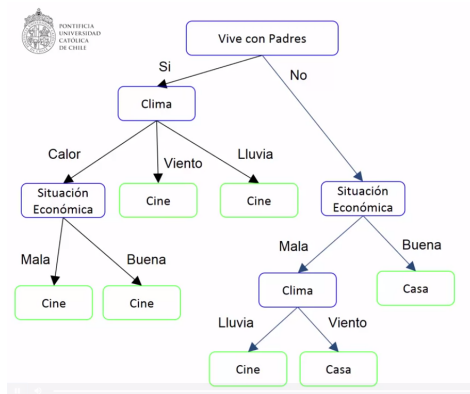 PONTIFICIA
UNIVERSIDAD
CATÓLICA
DE CHILE
Vive con Padres
Si
No
Clima
Calor
Viento
Lluvia
Situación
Económica
Cine
Cine
Situación
Económica
Mala
Buena
Mala
Buena
Cine
Cine
Clima
Casa
Lluvia
Viento
Cine
Casa